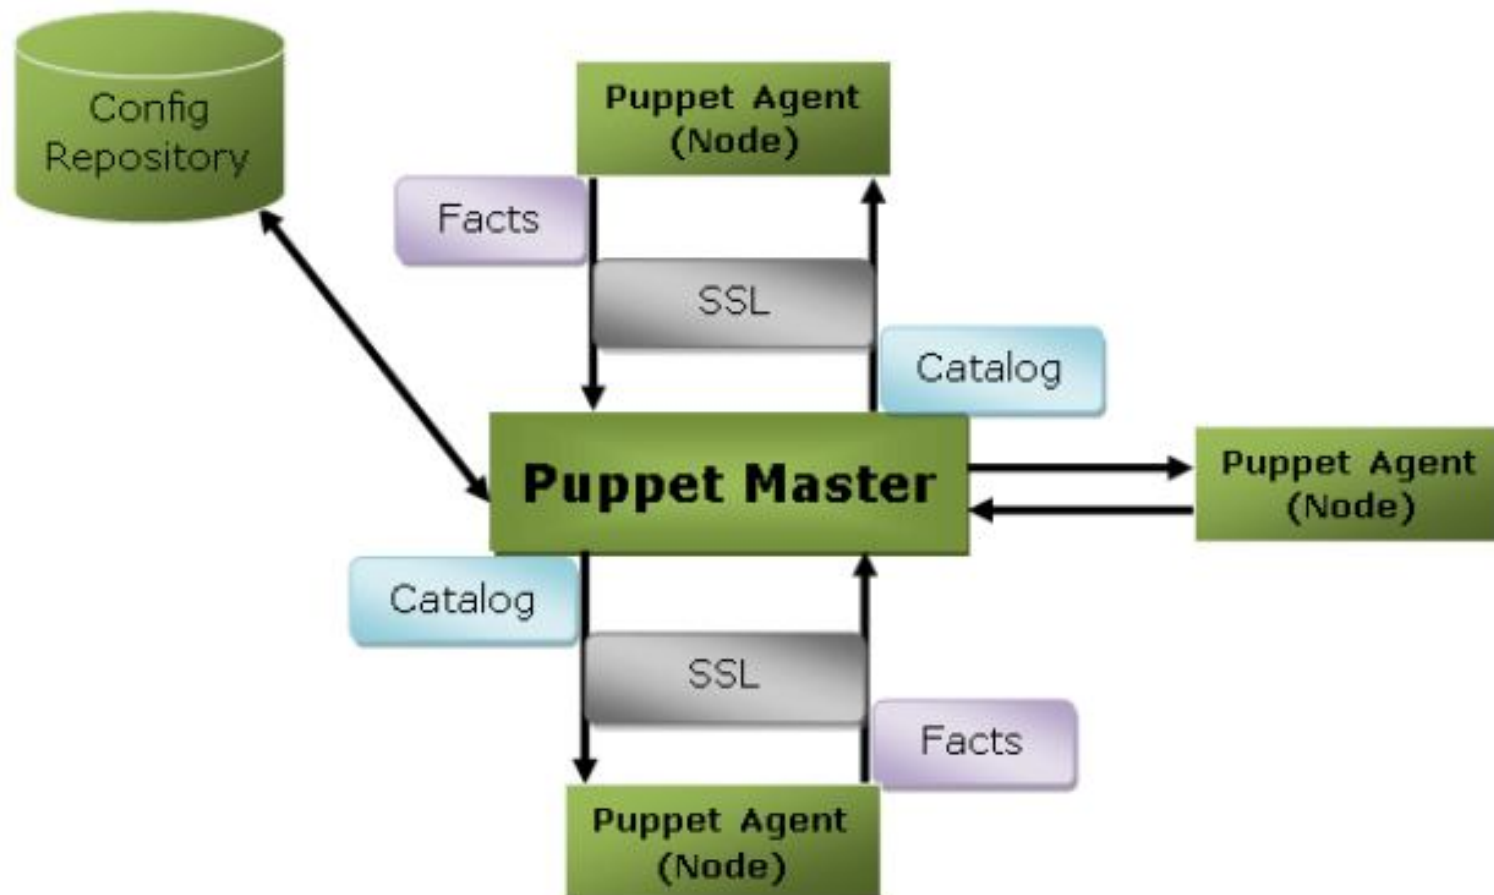 Config
Repository
Puppet Agent
(Node)
Facts
SSL
Catalog
Puppet Master
Puppet Agent
(Node)
Catalog
SSL
Facts
Puppet Agent
(Node)